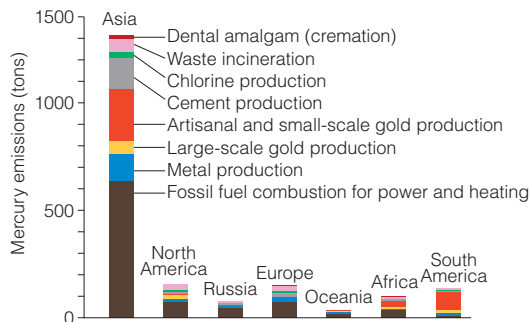 Asia
1500
1000
500
0
Mercury emissions (tons)
Dental amalgam (cremation)
Waste incineration
Chlorine production
Cement production
Artisanal and small-scale gold production
Large-scale gold production
Metal production
Fossil fuel combustion for power and heating
North
America
Russia
Europe
Oceania
Africa
South
America